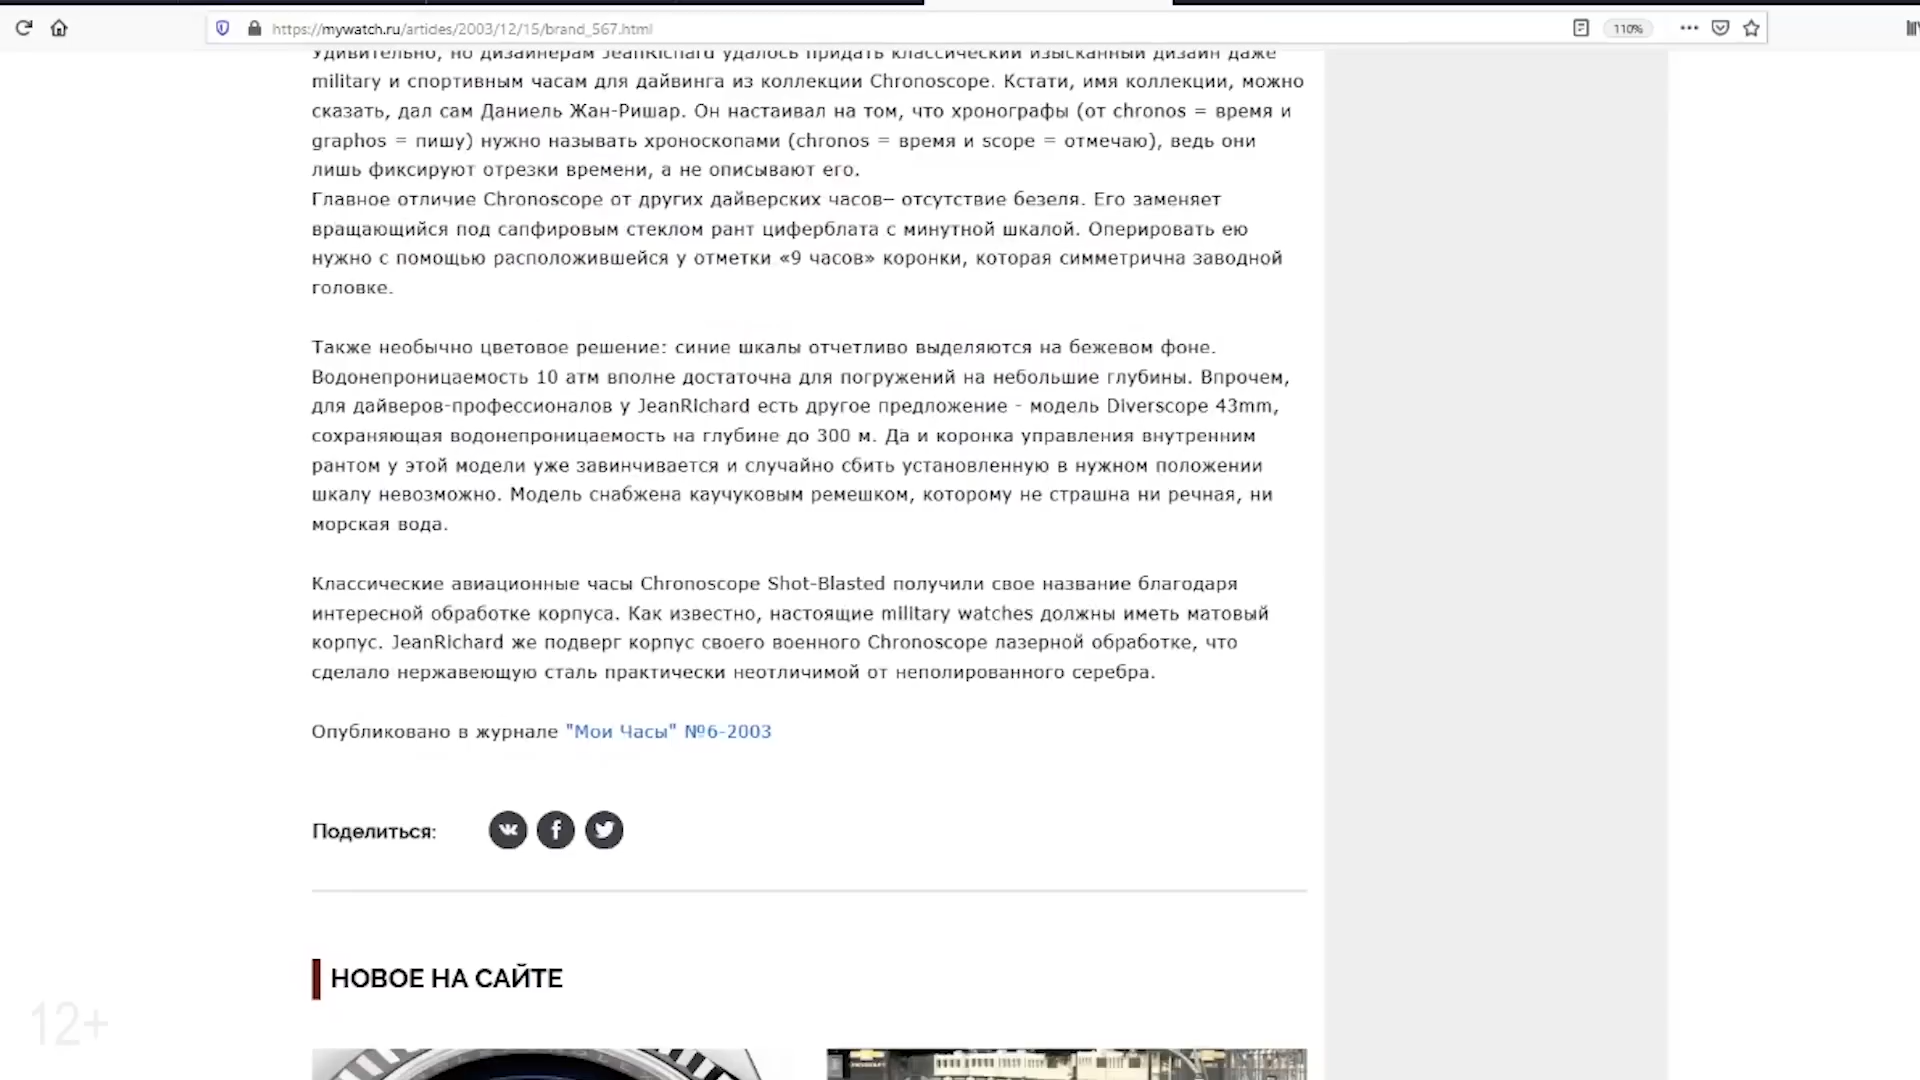 https://mywatch.ru/articles/2003/12/15/brand_567.html
110%
Удивительно, но дизайнерам JeanRichard удалось придать классический изысканный дизайн даже
military и спортивным часам для дайвинга из коллекции Chronoscope. Кстати, имя коллекции, можно
сказать, дал сам Даниель Жан-Ришар. Он настаивал на том, что хронографы (от chronos = время и
graphos = пишу) нужно называть хроноскопами (chronos = время и scope = отмечаю), ведь они
лишь фиксируют отрезки времени, а не описывают его.
Главное отличие Chronoscope от других дайверских часов– отсутствие безеля. Его заменяет
вращающийся под сапфировым стеклом рант циферблата с минутной шкалой. Оперировать ею
нужно с помощью расположившейся у отметки «9 часов» коронки, которая симметрична заводной
головке.
Также необычно цветовое решение: синие шкалы отчетливо выделяются на бежевом фоне.
Водонепроницаемость 10 атм вполне достаточна для погружений на небольшие глубины. Впрочем,
для дайверов-профессионалов у JeanRichard есть другое предложение - модель Diverscope 43mm,
сохраняющая водонепроницаемость на глубине до 300 м. Да и коронка управления внутренним
рантом у этой модели уже завинчивается и случайно сбить установленную в нужном положении
шкалу невозможно. Модель снабжена каучуковым ремешком, которому не страшна ни речная, ни
морская вода.
Классические авиационные часы Chronoscope Shot-Blasted получили свое название благодаря
интересной обработке корпуса. Как известно, настоящие military watches должны иметь матовый
корпус. JeanRichard же подверг корпус своего военного Chronoscope лазерной обработке, что
сделало нержавеющую сталь практически неотличимой от неполированного серебра.
Опубликовано в журнале "Мои Часы" №6-2003
Поделиться:
НОВОЕ НА САЙТЕ
12+